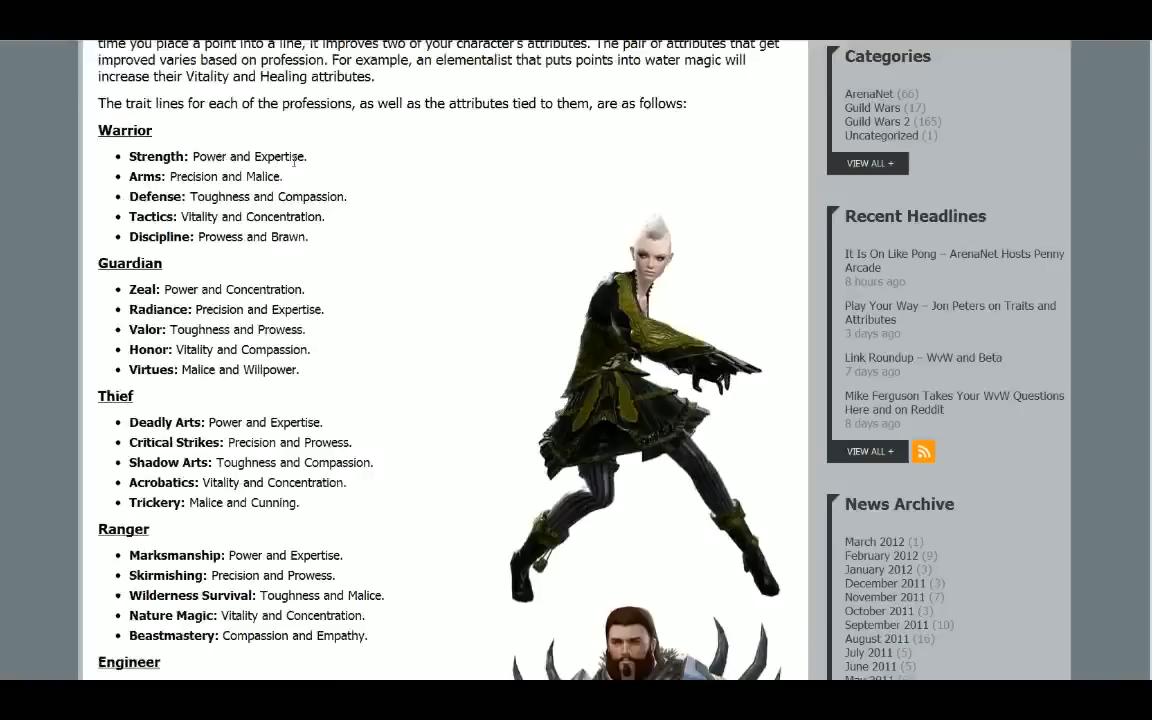 time you place a point into a line, it improves two of your character's attributes. The pair of attributes that get
improved varies based on profession. For example, an elementalist that puts points into water magic will
increase their Vitality and Healing attributes.
The trait lines for each of the professions, as well as the attributes tied to them, are as follows:
Warrior
• Strength: Power and Expertise.
• Arms: Precision and Malice.
• Defense: Toughness and Compassion.
• Tactics: Vitality and Concentration.
• Discipline: Prowess and Brawn.
Guardian
• Zeal: Power and Concentration.
• Radiance: Precision and Expertise.
• Valor: Toughness and Prowess.
• Honor: Vitality and Compassion.
• Virtues: Malice and Willpower.
Thief
• Deadly Arts: Power and Expertise.
• Critical Strikes: Precision and Prowess.
• Shadow Arts: Toughness and Compassion.
• Acrobatics: Vitality and Concentration.
• Trickery: Malice and Cunning.
Ranger
• Marksmanship: Power and Expertise.
• Skirmishing: Precision and Prowess.
• Wilderness Survival: Toughness and Malice.
• Nature Magic: Vitality and Concentration.
• Beastmastery: Compassion and Empathy.
Engineer
Categories
ArenaNet (66)
Guild Wars (17)
Guild Wars 2 (165)
Uncategorized (1)
VIEW ALL +
Recent Headlines
It Is On Like Pong – ArenaNet Hosts Penny
Arcade
8 hours ago
Play Your Way – Jon Peters on Traits and
Attributes
3 days ago
Link Roundup – WvW and Beta
7 days ago
Mike Ferguson Takes Your WvW Questions
Here and on Reddit
8 days ago
VIEW ALL +
News Archive
March 2012 (1)
February 2012 (9)
January 2012 (3)
December 2011 (3)
November 2011 (7)
October 2011 (3)
September 2011 (10)
August 2011 (16)
July 2011 (5)
June 2011 (5)